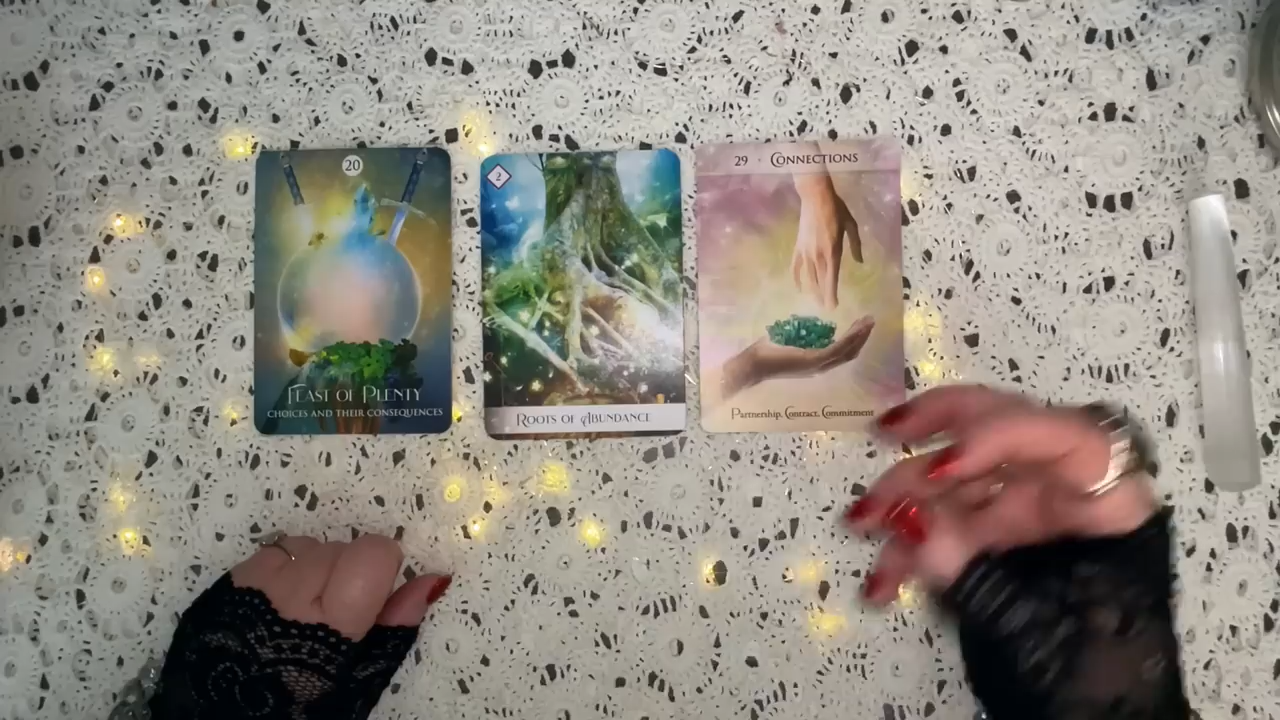 20
FEAST OF PLENTY
CHOICES AND THEIR CONSEQUENCES
2
ROOTS OF ABUNDANCE
29 · CONNECTIONS
Partnership, Contract, Commitment